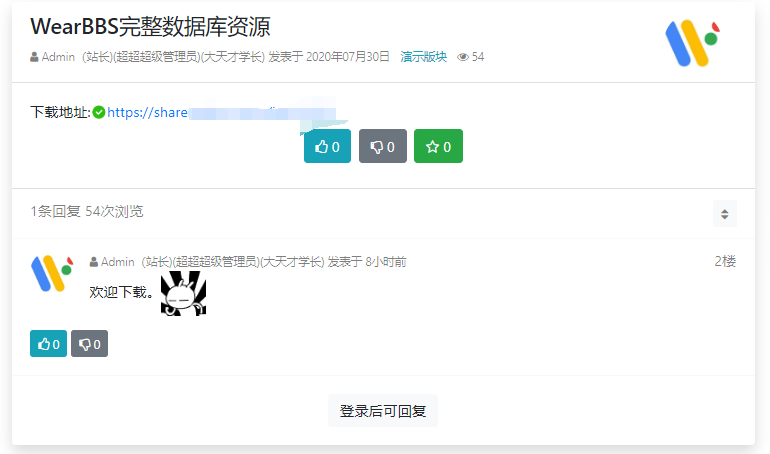 WearBBS完整数据库资源
Admin (站长)(超超超级管理员)(大天才学长) 发表于 2020年07月30日 演示版块 54
下载地址:https://share
0 0 0
1条回复 54次浏览
Admin (站长)(超超超级管理员)(大天才学长) 发表于 8小时前 2楼
欢迎下载。
0 0
登录后可回复